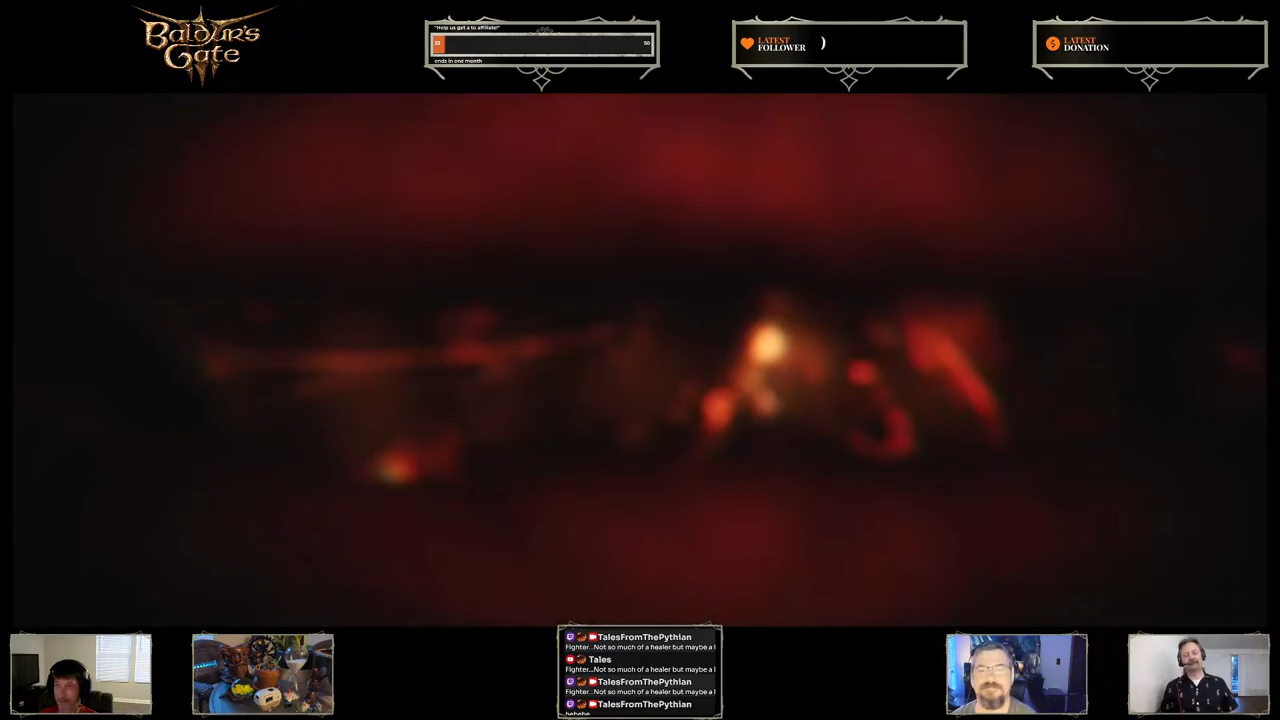 BALDUR'S
GATE
"Help us get a to affiliate!"
50
ends in one month
LATEST
FOLLOWER
)
LATEST
DONATION
TalesFromThePythian
Fighter...Not so much of a healer but maybe a
Tales
Fighter...Not so much of a healer but maybe a
TalesFromThePythian
Fighter...Not so much of a healer but maybe a
TalesFromThePythian
hehehe